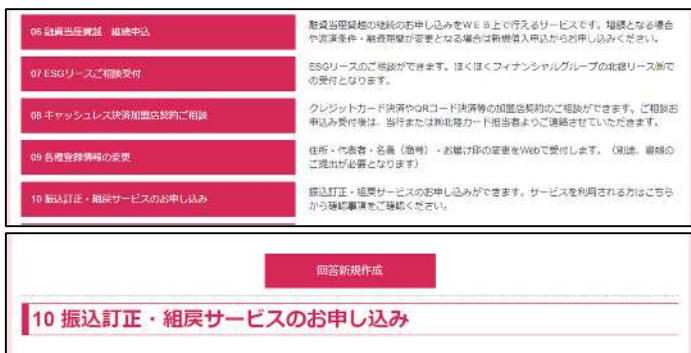 06 融資当座貸越 継続申込
融資当座貸越の継続のお申し込みをWEB上で行えるサービスです。増額となる場合
や返済条件・融資期間が変更となる場合は新規借入申込からお申し込みください。
07 ESGリースご相談受付
ESGリースのご相談ができます。ほくほくフィナンシャルグループの北銀リース㈱で
の受付となります。
08 キャッシュレス決済加盟店契約ご相談
クレジットカード決済やQRコード決済等の加盟店契約のご相談ができます。ご相談お
申込み受付後は、当行または㈱北陸カード担当者よりご連絡させていただきます。
09 各種登録情報の変更
住所・代表者・名義（商号）・お届け印の変更をWebで受付します。（別途、書類の
ご提出が必要となります）
10 振込訂正・組戻サービスのお申し込み
振込訂正・組戻サービスのお申し込みができます。サービスを利用される方はこちら
から確認事項をご確認ください。
回答新規作成
10 振込訂正・組戻サービスのお申し込み